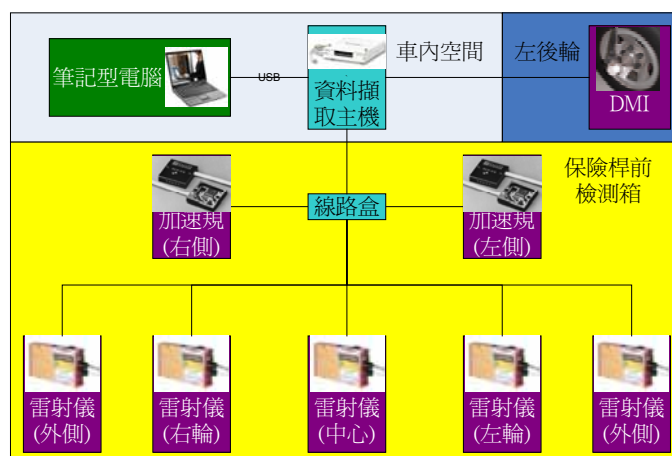 筆記型電腦
USB
資料擷
取主機
車內空間
左後輪
DMI
保險桿前
檢測箱
加速規
(右側)
線路盒
加速規
(左側)
雷射儀
(外側)
雷射儀
(右輪)
雷射儀
(中心)
雷射儀
(左輪)
雷射儀
(外側)